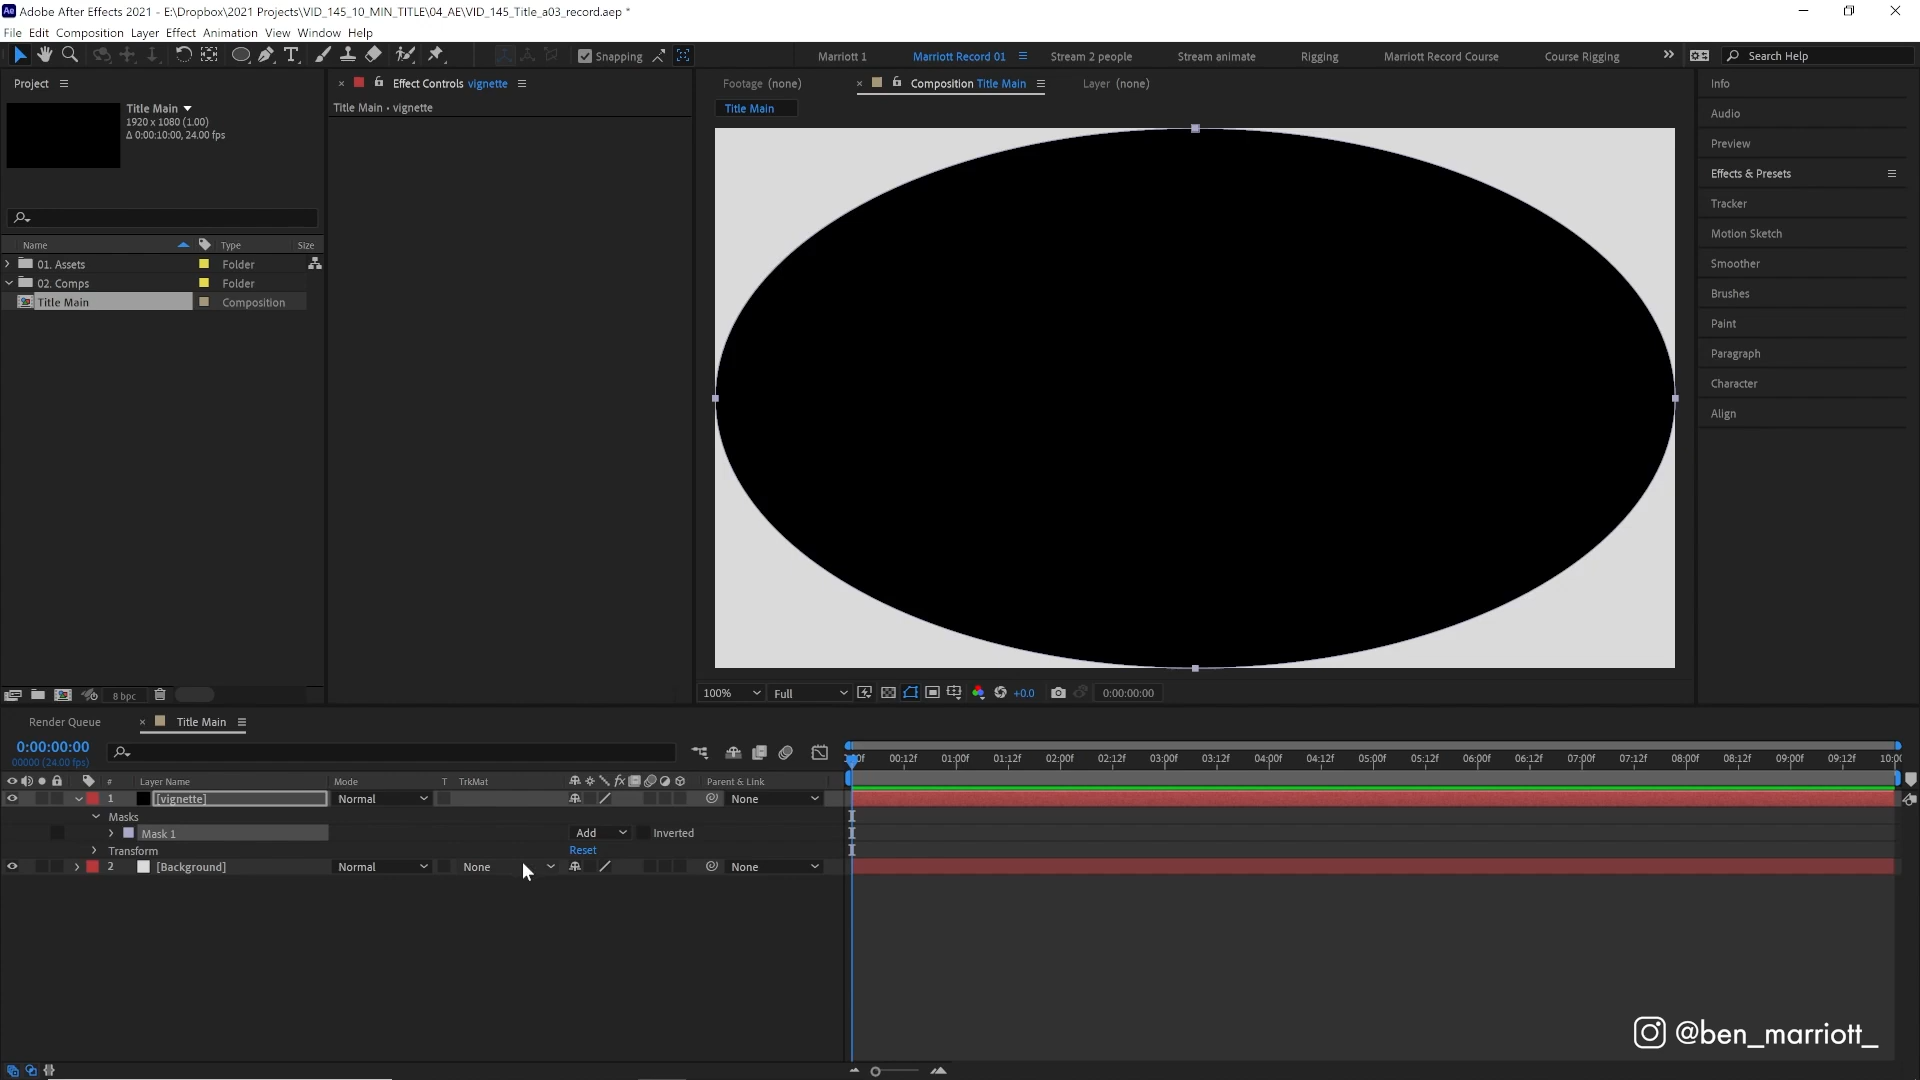 Adobe After Effects 2021 - E:\Dropbox\2021 Projects\VID_145_10_MIN_TITLE\04_AE\VID_145_Title_a03_record.aep *
File Edit Composition Layer Effect Animation View Window Help
Snapping
Marriott 1 Marriott Record 01 Stream 2 people Stream animate Rigging Marriott Record Course Course Rigging Search Help
Project
Title Main
1920 x 1080 (1.00)
Δ 0:00:10:00, 24.00 fps
Name Type Size
01. Assets Folder
02. Comps Folder
Title Main Composition
8 bpc
Effect Controls vignette
Title Main • vignette
Footage (none) Composition Title Main Layer (none)
Title Main
100% Full +0.0 0:00:00:00
Info
Audio
Preview
Effects & Presets
Tracker
Motion Sketch
Smoother
Brushes
Paint
Paragraph
Character
Align
Render Queue Title Main
0:00:00:00
00000 (24.00 fps)
00:12f 01:00f 01:12f 02:00f 02:12f 03:00f 03:12f 04:00f 04:12f 05:00f 05:12f 06:00f 06:12f 07:00f 07:12f 08:00f 08:12f 09:00f 09:12f
# Layer Name Mode T TrkMat Parent & Link
1 [vignette] Normal None
Masks
Mask 1 Add Inverted
Transform Reset
2 [Background] Normal None None
@ben_marriott_